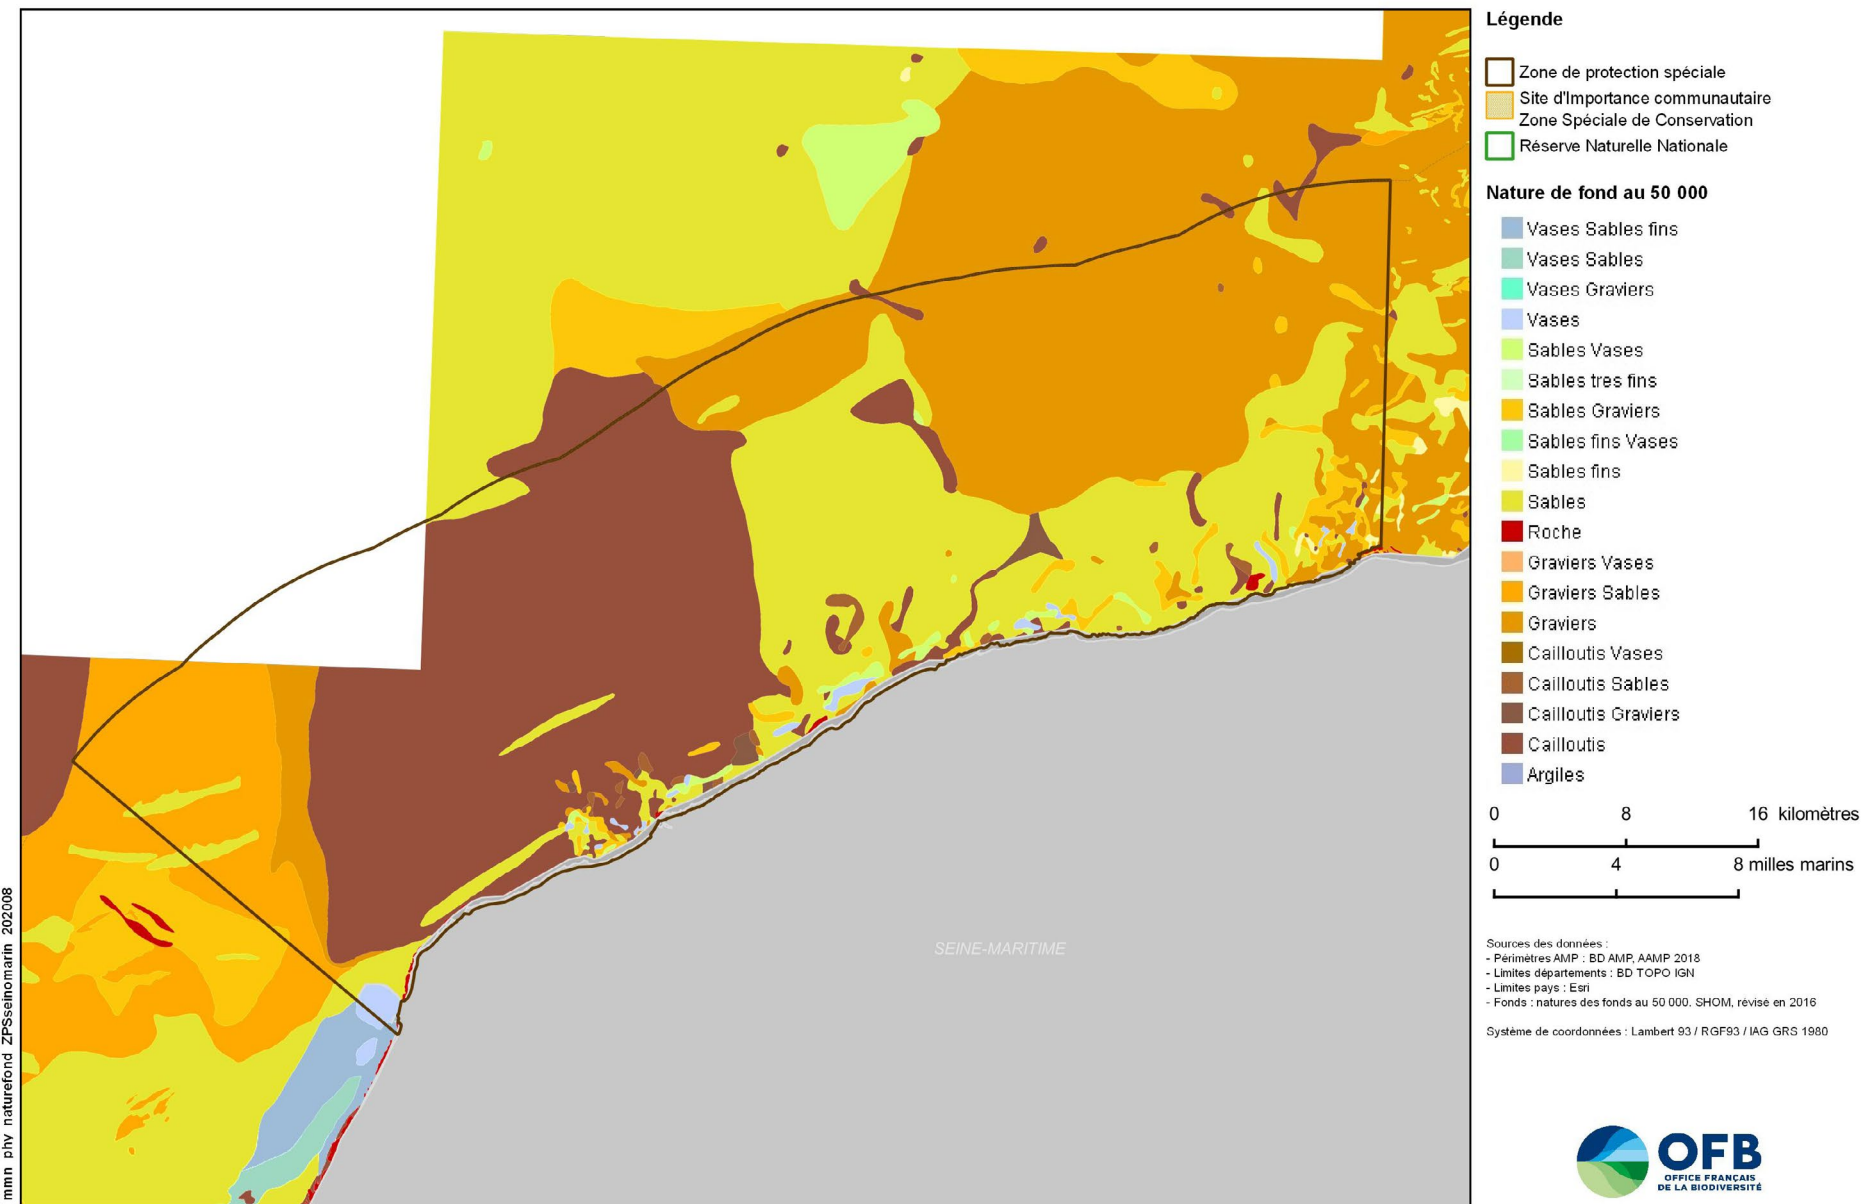 Légende
Zone de protection spéciale
Site d'Importance communautaire
Zone Spéciale de Conservation
Réserve Naturelle Nationale
Nature de fond au 50 000
Vases Sables fins
Vases Sables
Vases Graviers
Vases
Sables Vases
Sables tres fins
Sables Graviers
Sables fins Vases
Sables fins
Sables
Roche
Graviers Vases
Graviers Sables
Graviers
Cailloutis Vases
Cailloutis Sables
Cailloutis Graviers
Cailloutis
Argiles
0 8 16 kilomètres
0 4 8 milles marins
Sources des données :
- Périmètres AMP : BD AMP, AAMP 2018
- Limites départements : BD TOPO IGN
- Limites pays : Esri
- Fonds : natures des fonds au 50 000. SHOM, révisé en 2016
Système de coordonnées : Lambert 93 / RGF93 / IAG GRS 1980
SEINE-MARITIME
mmn phy naturefond ZPSseinomarin 202008
OFB
OFFICE FRANÇAIS
DE LA BIODIVERSITÉ